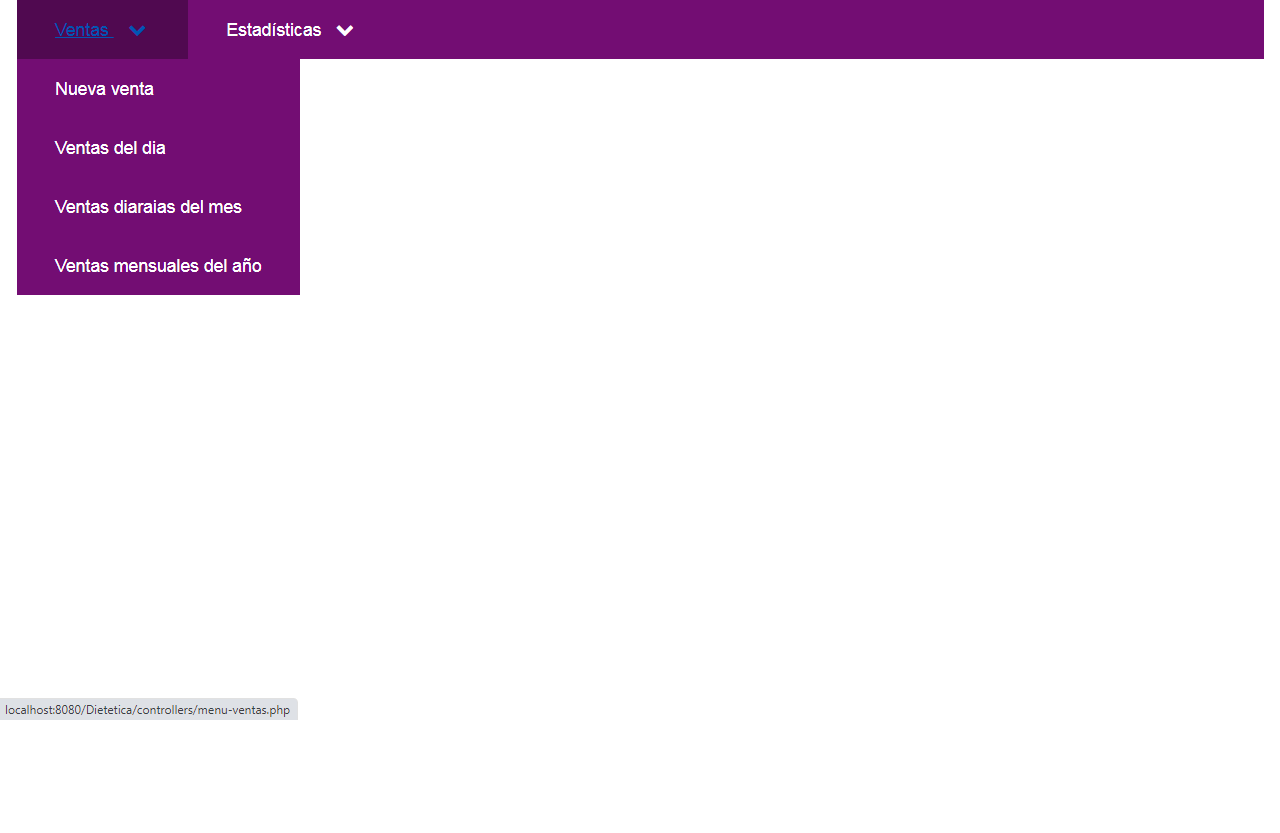 Ventas
Estadísticas
Nueva venta
Ventas del dia
Ventas diaraias del mes
Ventas mensuales del año
localhost:8080/Dietetica/controllers/menu-ventas.php